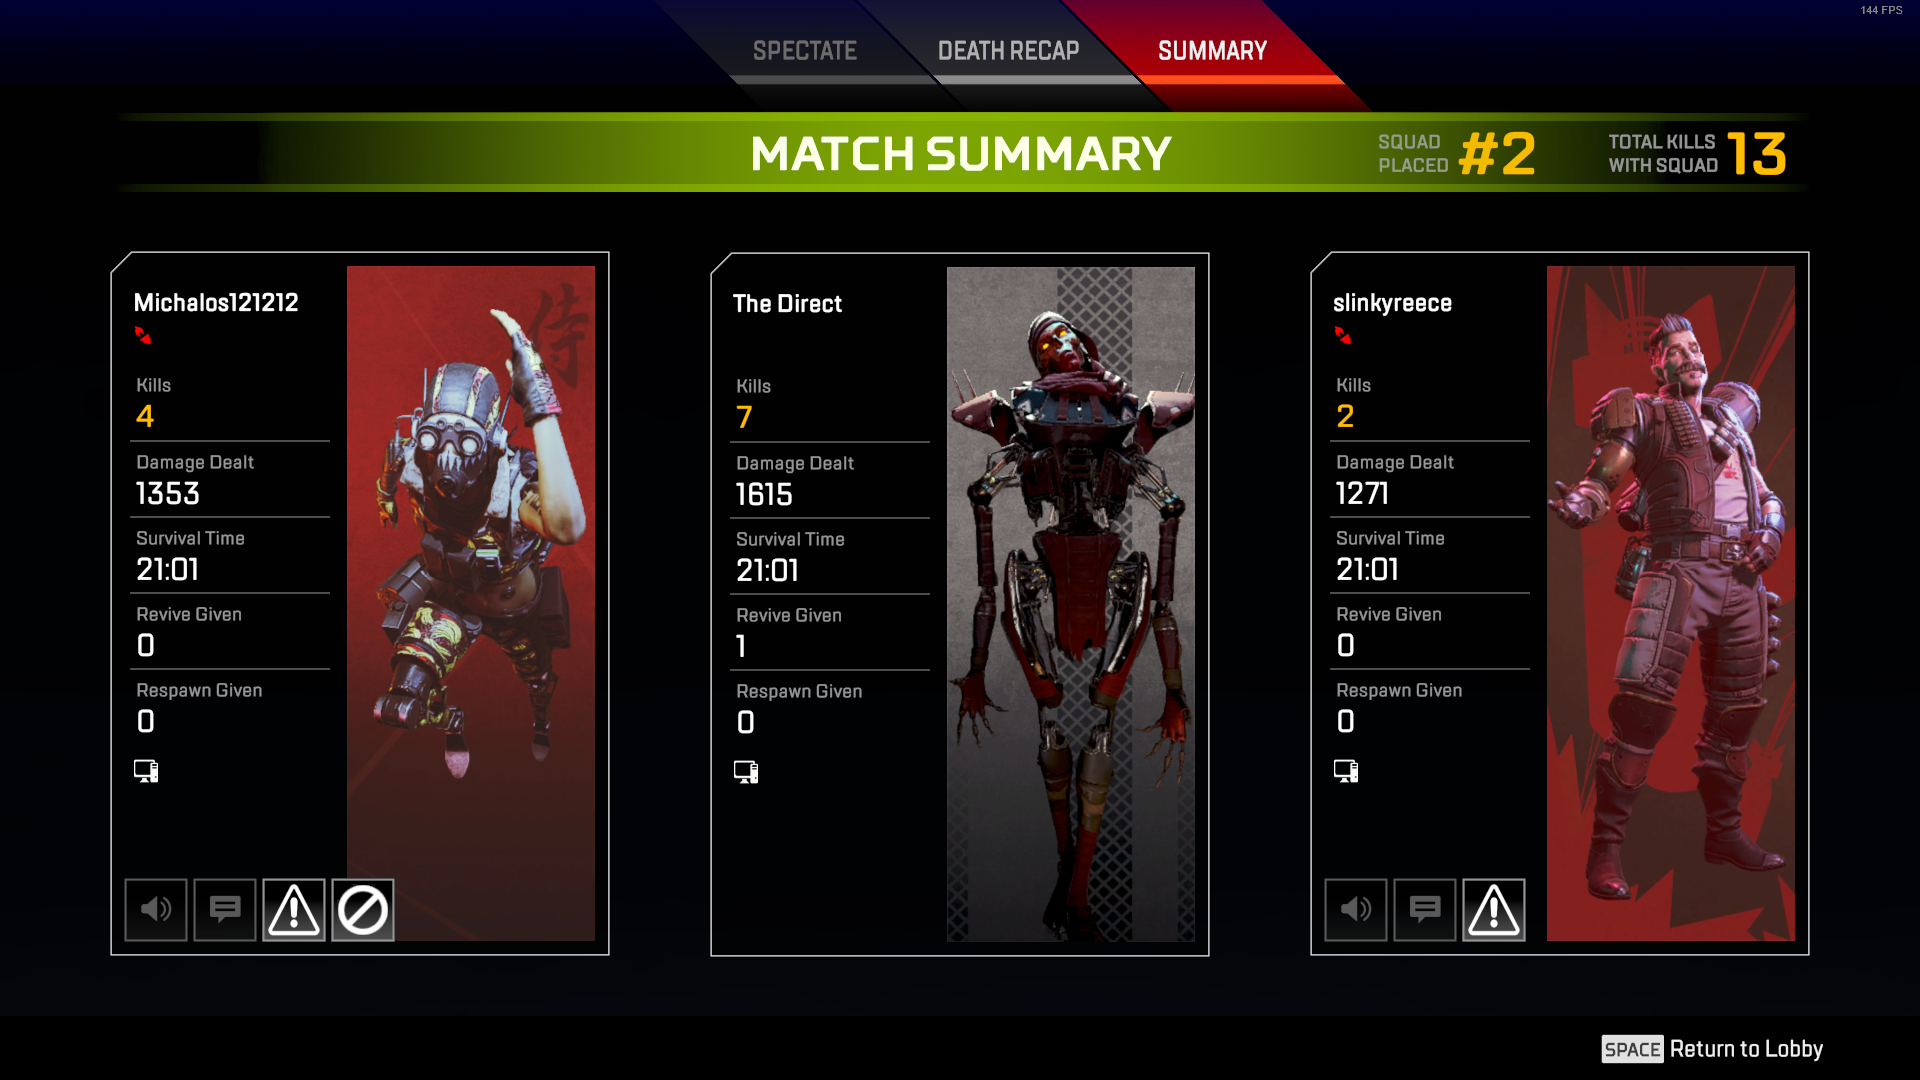 144 FPS
SPECTATE
DEATH RECAP
SUMMARY
MATCH SUMMARY
SQUAD
PLACED
#2
TOTAL KILLS
WITH SQUAD
13
Michalos121212
Kills
4
Damage Dealt
1353
Survival Time
21:01
Revive Given
0
Respawn Given
0
侍
The Direct
Kills
7
Damage Dealt
1615
Survival Time
21:01
Revive Given
1
Respawn Given
0
slinkyreece
Kills
2
Damage Dealt
1271
Survival Time
21:01
Revive Given
0
Respawn Given
0
SPACE Return to Lobby